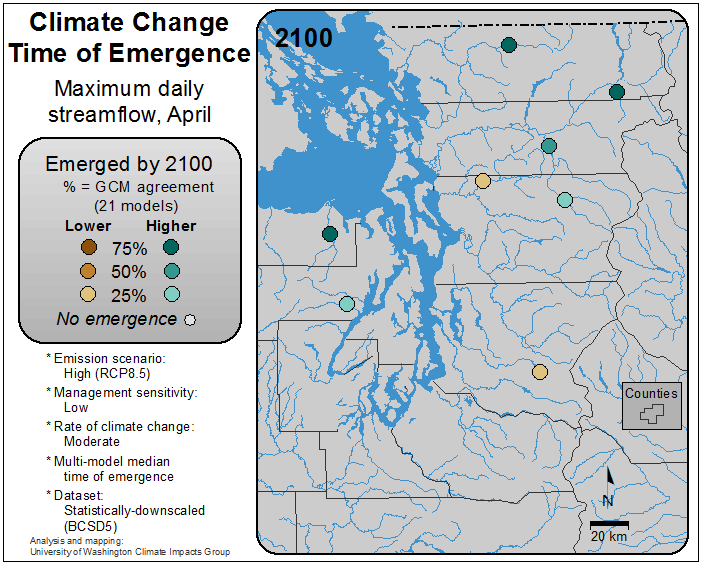 Climate Change
Time of Emergence
Maximum daily
streamflow, April
Emerged by 2100
% = GCM agreement
(21 models)
Lower Higher
75%
50%
25%
No emergence
* Emission scenario:
High (RCP8.5)
* Management sensitivity:
Low
* Rate of climate change:
Moderate
* Multi-model median
time of emergence
* Dataset:
Statistically-downscaled
(BCSD5)
Analysis and mapping:
University of Washington Climate Impacts Group
2100
Counties
N
20 km